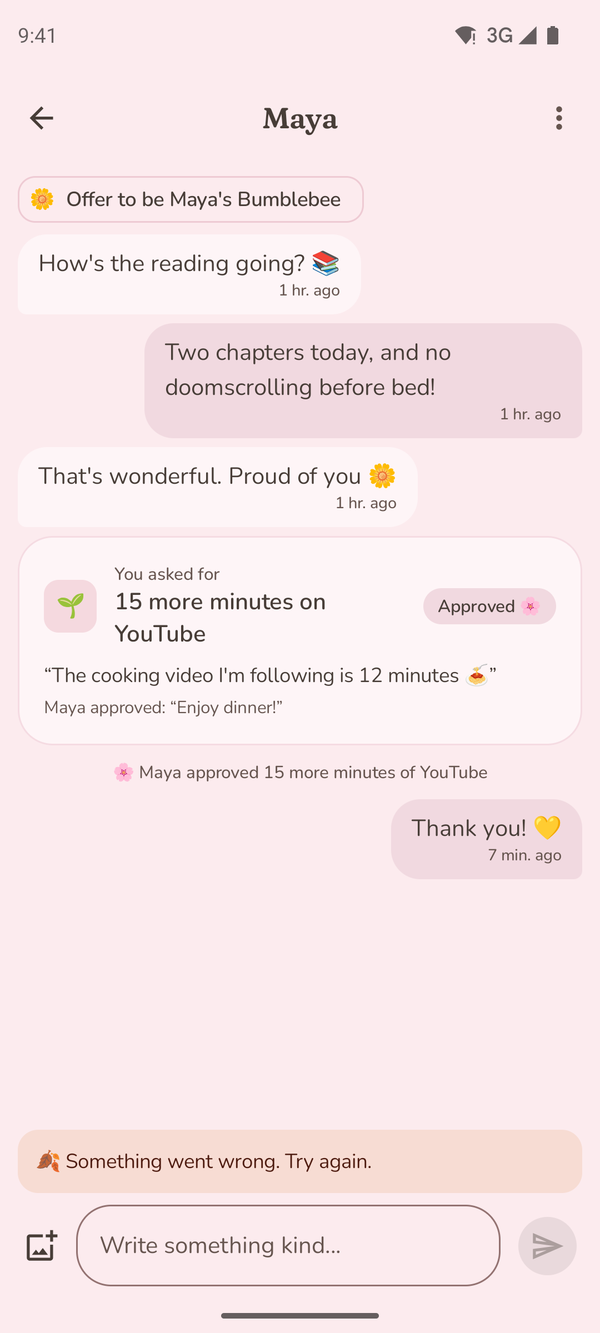 9:41
3G
Maya
🌼 Offer to be Maya's Bumblebee
How's the reading going? 📚
1 hr. ago
Two chapters today, and no
doomscrolling before bed!
1 hr. ago
That's wonderful. Proud of you 🌼
1 hr. ago
You asked for
15 more minutes on
YouTube
Approved 🌸
“The cooking video I'm following is 12 minutes 🍝”
Maya approved: “Enjoy dinner!”
🌸 Maya approved 15 more minutes of YouTube
Thank you! 💛
7 min. ago
🍂 Something went wrong. Try again.
Write something kind...